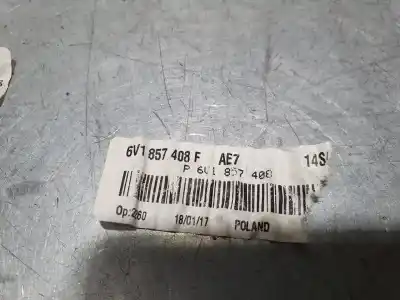 6V1 857 408 F AE7 14S
P 6V1 857 408
Op:260 18/01/17 POLAND